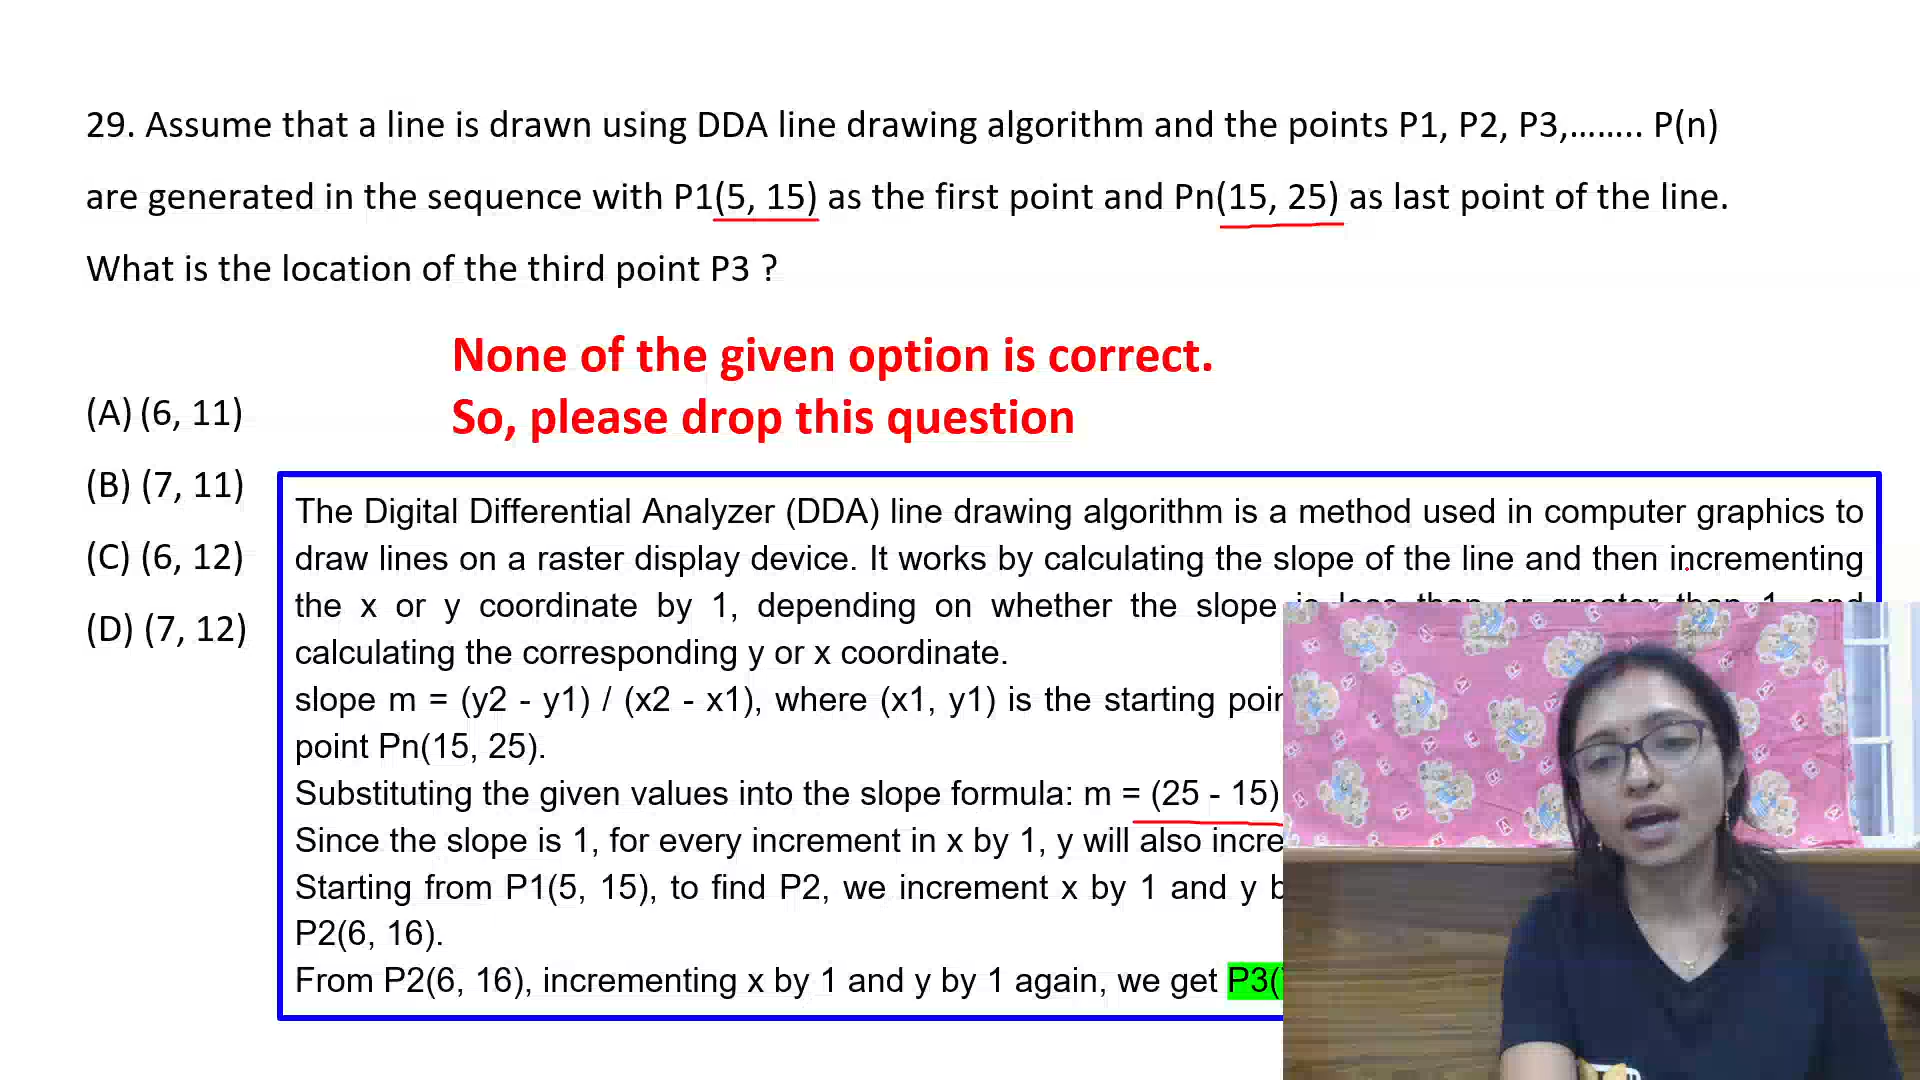 29. Assume that a line is drawn using DDA line drawing algorithm and the points P1, P2, P3,........ P(n)
are generated in the sequence with P1(5, 15) as the first point and Pn(15, 25) as last point of the line.
What is the location of the third point P3 ?
None of the given option is correct.
So, please drop this question
(A) (6, 11)
(B) (7, 11)
(C) (6, 12)
(D) (7, 12)
The Digital Differential Analyzer (DDA) line drawing algorithm is a method used in computer graphics to
draw lines on a raster display device. It works by calculating the slope of the line and then incrementing
the x or y coordinate by 1, depending on whether the slope is less than or greater than 1, and
calculating the corresponding y or x coordinate.
slope m = (y2 - y1) / (x2 - x1), where (x1, y1) is the starting
point Pn(15, 25).
Substituting the given values into the slope formula: m = (25 - 15)
Since the slope is 1, for every increment in x by 1, y will also
Starting from P1(5, 15), to find P2, we increment x by 1 and y
P2(6, 16).
From P2(6, 16), incrementing x by 1 and y by 1 again, we get P3(